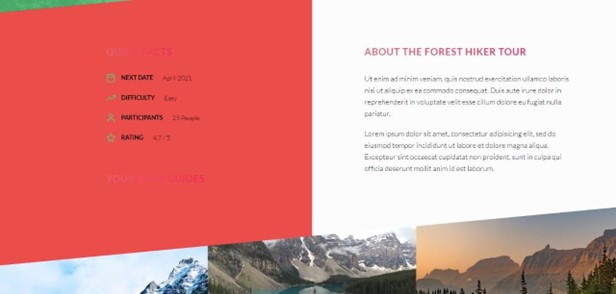 QUICK FACTS
NEXT DATE April 2021
DIFFICULTY Easy
PARTICIPANTS 25 People
RATING 4.7 / 5
YOUR TOUR GUIDES
ABOUT THE FOREST HIKER TOUR
Ut enim ad minim veniam, quis nostrud exercitation ullamco laboris
nisi ut aliquip ex ea commodo consequat. Duis aute irure dolor in
reprehenderit in voluptate velit esse cillum dolore eu fugiat nulla
pariatur.
Lorem ipsum dolor sit amet, consectetur adipisicing elit, sed do
eiusmod tempor incididunt ut labore et dolore magna aliqua.
Excepteur sint occaecat cupidatat non proident, sunt in culpa qui
officia deserunt mollit anim id est laborum.